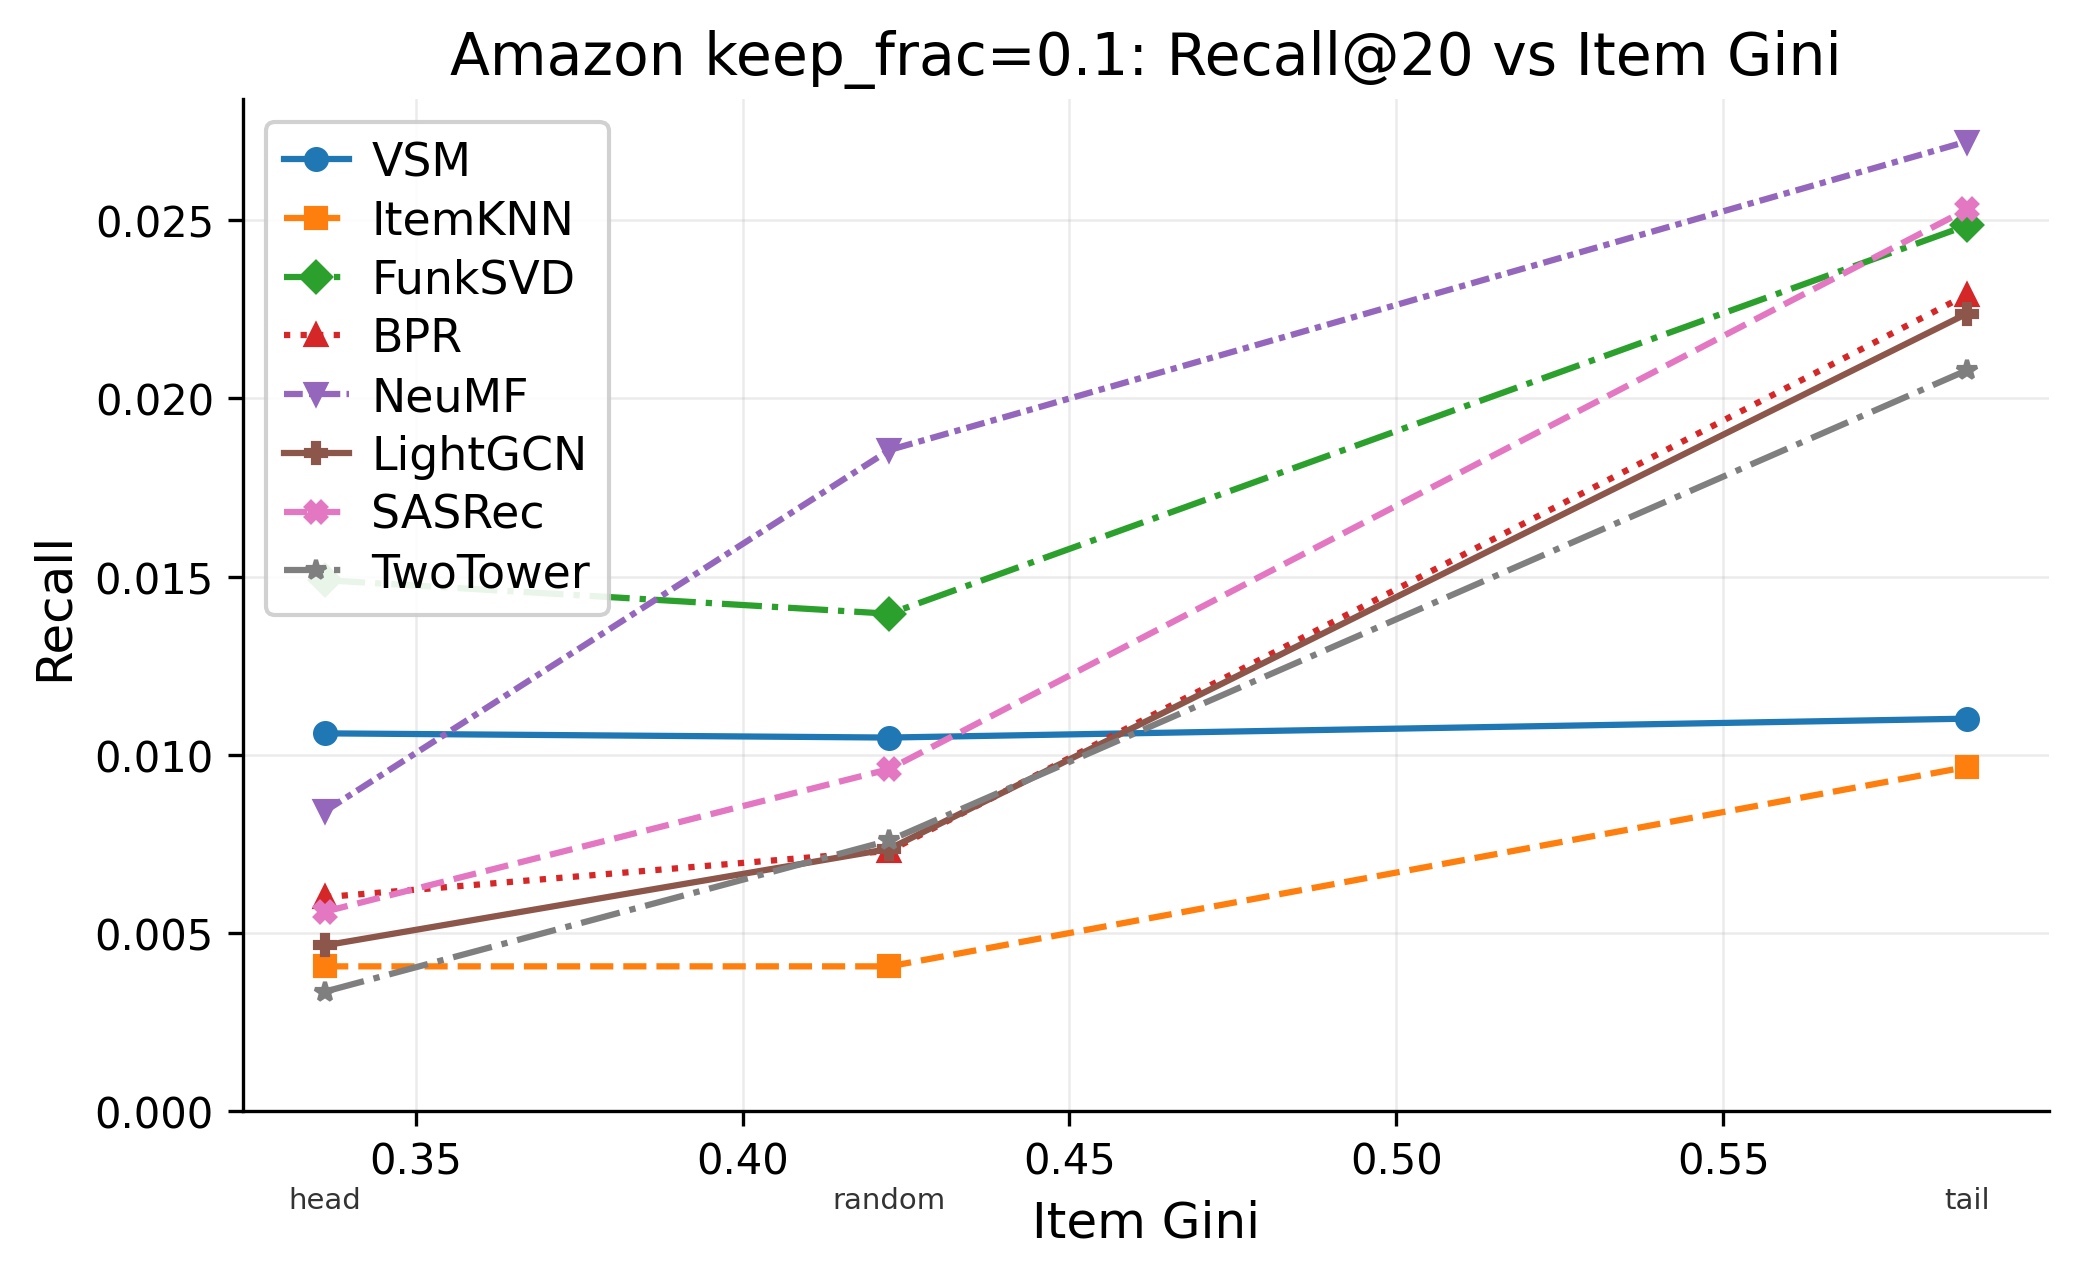 Amazon keep_frac=0.1: Recall@20 vs Item Gini
VSM
ItemKNN
FunkSVD
BPR
NeuMF
LightGCN
SASRec
TwoTower
Recall
0.025
0.020
0.015
0.010
0.005
0.000
0.35 0.40 0.45 0.50 0.55
head random tail
Item Gini